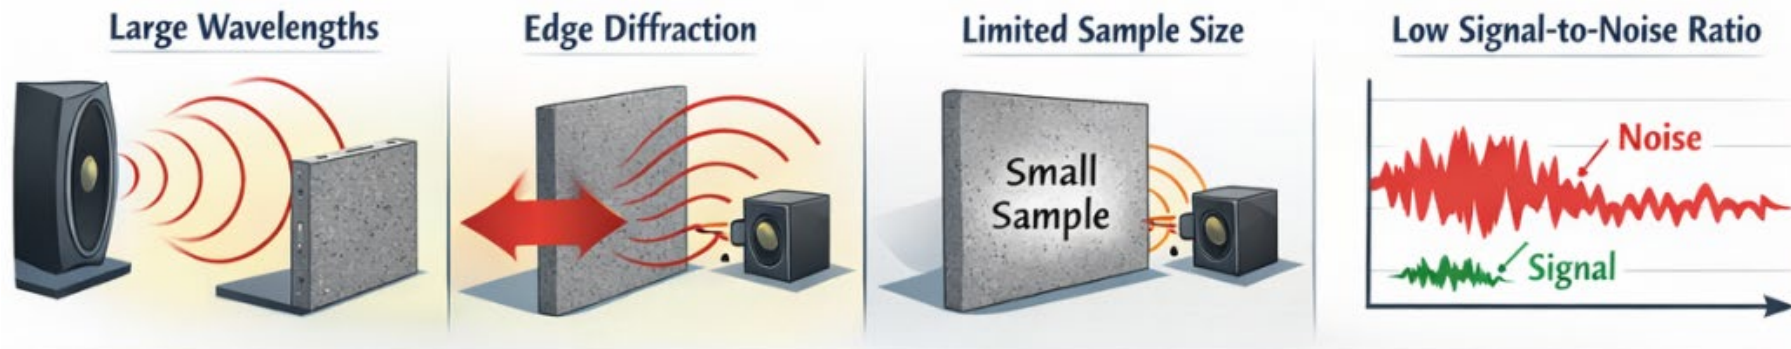 Large Wavelengths
Edge Diffraction
Limited Sample Size
Low Signal-to-Noise Ratio
Small
Sample
Noise
Signal